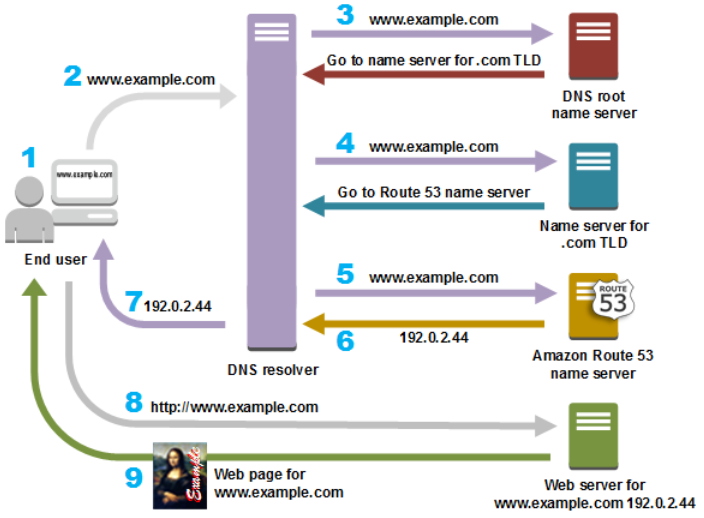 3 www.example.com
Go to name server for .com TLD
2 www.example.com
DNS root
name server
1
www.example.com
4 www.example.com
Go to Route 53 name server
Name server for
.com TLD
End user
5 www.example.com
ROUTE
53
7 192.0.2.44
6 192.0.2.44
Amazon Route 53
name server
DNS resolver
8 http://www.example.com
9
Example
Web page for
www.example.com
Web server for
www.example.com 192.0.2.44